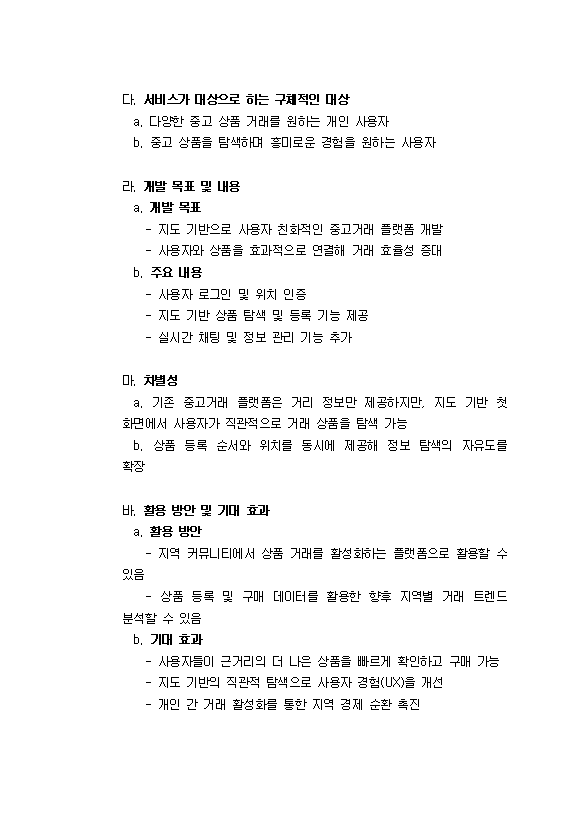 다. 서비스가 대상으로 하는 구체적인 대상
a. 다양한 중고 상품 거래를 원하는 개인 사용자
b. 중고 상품을 탐색하며 흥미로운 경험을 원하는 사용자
라. 개발 목표 및 내용
a. 개발 목표
- 지도 기반으로 사용자 친화적인 중고거래 플랫폼 개발
- 사용자와 상품을 효과적으로 연결해 거래 효율성 증대
b. 주요 내용
- 사용자 로그인 및 위치 인증
- 지도 기반 상품 탐색 및 등록 기능 제공
- 실시간 채팅 및 정보 관리 기능 추가
마. 차별성
a. 기존 중고거래 플랫폼은 거리 정보만 제공하지만, 지도 기반 첫
화면에서 사용자가 직관적으로 거래 상품을 탐색 가능
b. 상품 등록 순서와 위치를 동시에 제공해 정보 탐색의 자유도를
확장
바. 활용 방안 및 기대 효과
a. 활용 방안
- 지역 커뮤니티에서 상품 거래를 활성화하는 플랫폼으로 활용할 수
있음
- 상품 등록 및 구매 데이터를 활용한 향후 지역별 거래 트렌드
분석할 수 있음
b. 기대 효과
- 사용자들이 근거리의 더 나은 상품을 빠르게 확인하고 구매 가능
- 지도 기반의 직관적 탐색으로 사용자 경험(UX)을 개선
- 개인 간 거래 활성화를 통한 지역 경제 순환 촉진